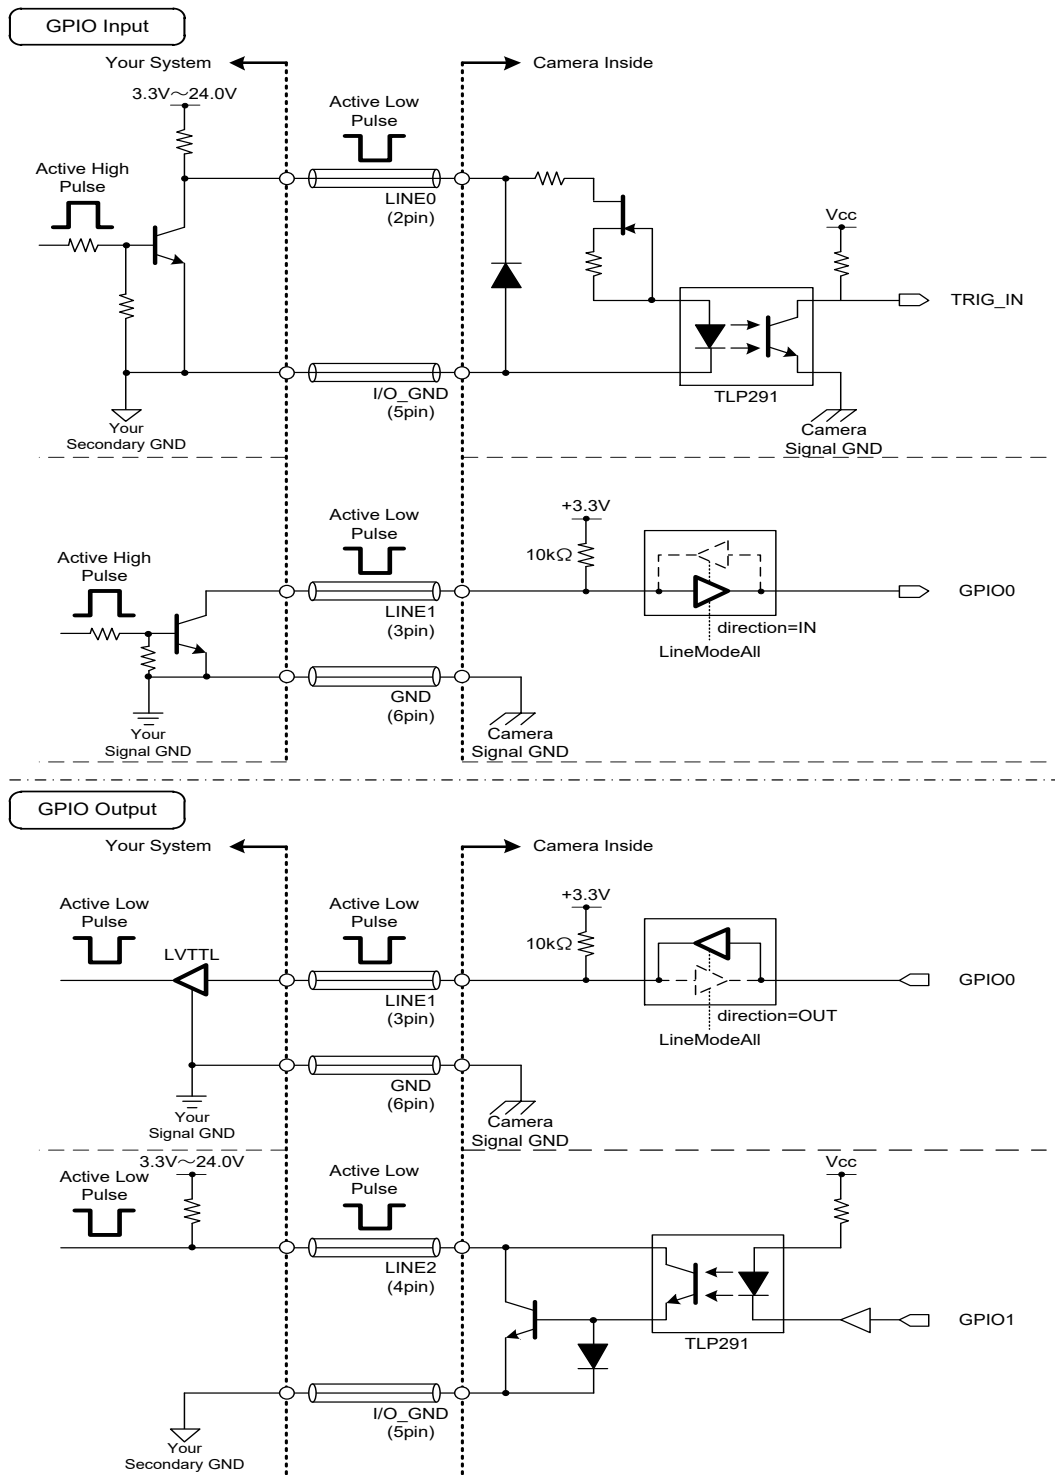 GPIO Input
Your System
Camera Inside
3.3V～24.0V
Active Low
Pulse
Active High
Pulse
LINE0
(2pin)
Vcc
TRIG_IN
TLP291
I/O_GND
(5pin)
Your
Secondary GND
Camera
Signal GND
+3.3V
Active Low
Pulse
10kΩ
Active High
Pulse
LINE1
(3pin)
GPIO0
direction=IN
LineModeAll
GND
(6pin)
Your
Signal GND
Camera
Signal GND
GPIO Output
Your System
Camera Inside
+3.3V
Active Low
Pulse
Active Low
Pulse
10kΩ
LVTTL
LINE1
(3pin)
GPIO0
direction=OUT
LineModeAll
GND
(6pin)
Your
Signal GND
Camera
Signal GND
3.3V～24.0V
Vcc
Active Low
Pulse
Active Low
Pulse
LINE2
(4pin)
GPIO1
TLP291
I/O_GND
(5pin)
Your
Secondary GND